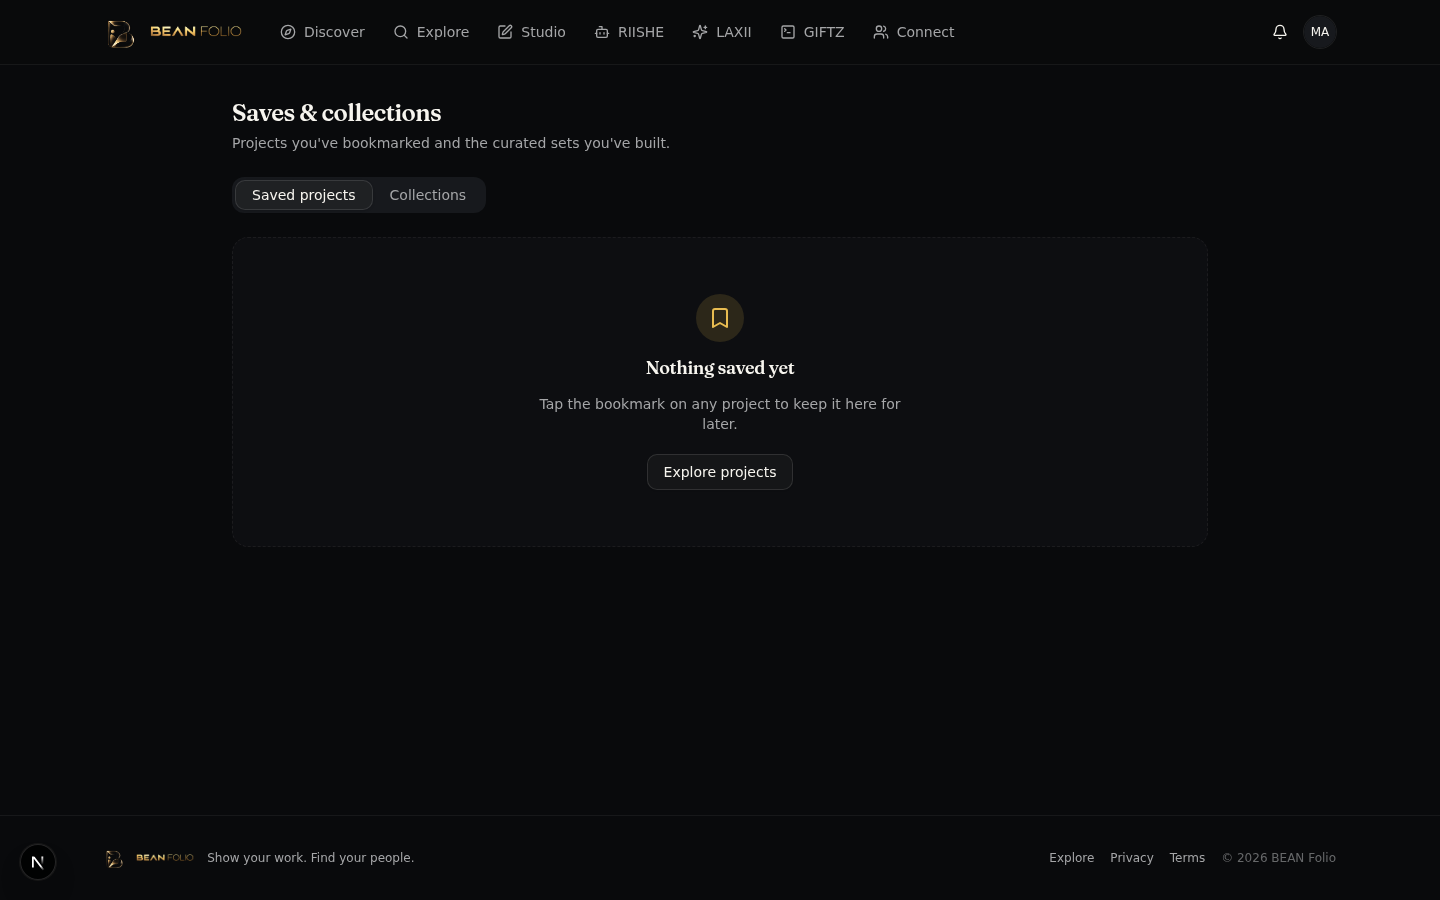 BEAN FOLIO
Discover
Explore
Studio
RIISHE
LAXII
GIFTZ
Connect
MA
Saves & collections
Projects you've bookmarked and the curated sets you've built.
Saved projects
Collections
Nothing saved yet
Tap the bookmark on any project to keep it here for
later.
Explore projects
BEAN FOLIO
Show your work. Find your people.
Explore
Privacy
Terms
© 2026 BEAN Folio
N